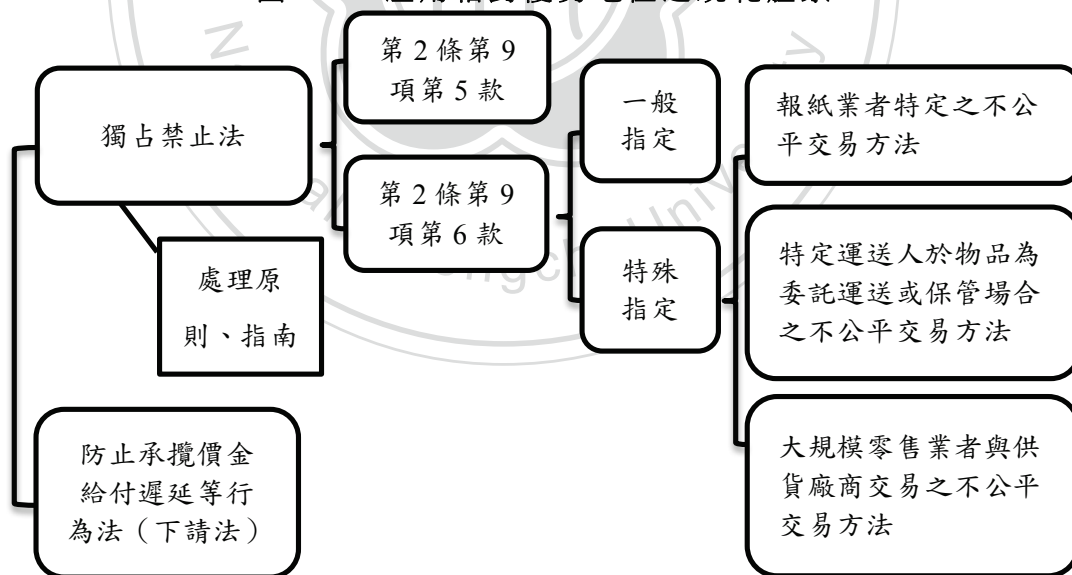 第 2 條第 9
項第 5 款
獨占禁止法
第 2 條第 9
項第 6 款
處理原
則、指南
一般
指定
特殊
指定
報紙業者特定之不公
平交易方法
特定運送人於物品為
委託運送或保管場合
之不公平交易方法
大規模零售業者與供
貨廠商交易之不公平
交易方法
防止承攬價金
給付遲延等行
為法（下請法）